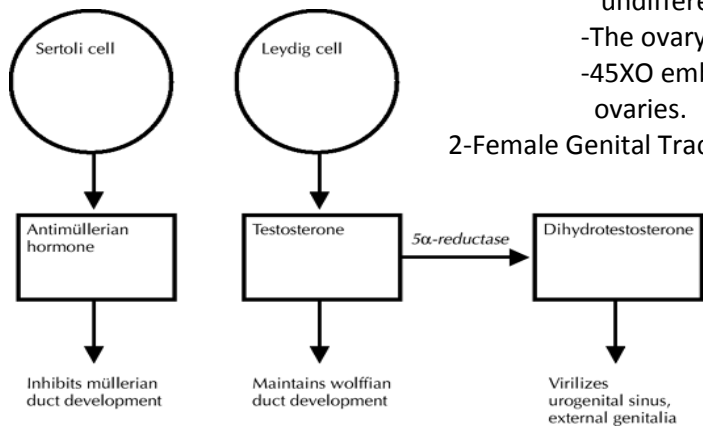 undiffere
-The ovary
-45XO emb
ovaries.
2-Female Genital Trac
Sertoli cell
Leydig cell
Antimüllerian
hormone
Testosterone
5α-reductase
Dihydrotestosterone
Inhibits müllerian
duct development
Maintains wolffian
duct development
Virilizes
urogenital sinus,
external genitalia